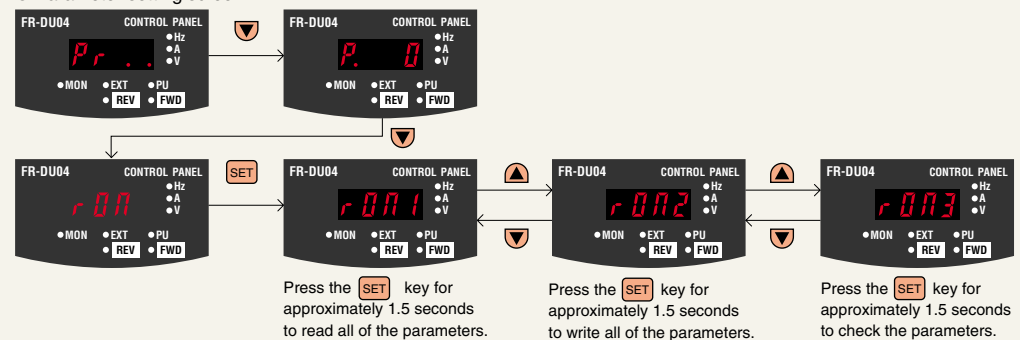 FR-DU04 CONTROL PANEL
Pr . .
Hz
A
V
MON EXT PU
REV FWD
FR-DU04 CONTROL PANEL
P. 0
Hz
A
V
MON EXT PU
REV FWD
FR-DU04 CONTROL PANEL
rOM
Hz
A
V
MON EXT PU
REV FWD
SET
FR-DU04 CONTROL PANEL
rOM1
Hz
A
V
MON EXT PU
REV FWD
Press the SET key for
approximately 1.5 seconds
to read all of the parameters.
FR-DU04 CONTROL PANEL
rOM2
Hz
A
V
MON EXT PU
REV FWD
Press the SET key for
approximately 1.5 seconds
to write all of the parameters.
FR-DU04 CONTROL PANEL
rOM3
Hz
A
V
MON EXT PU
REV FWD
Press the SET key for
approximately 1.5 seconds
to check the parameters.